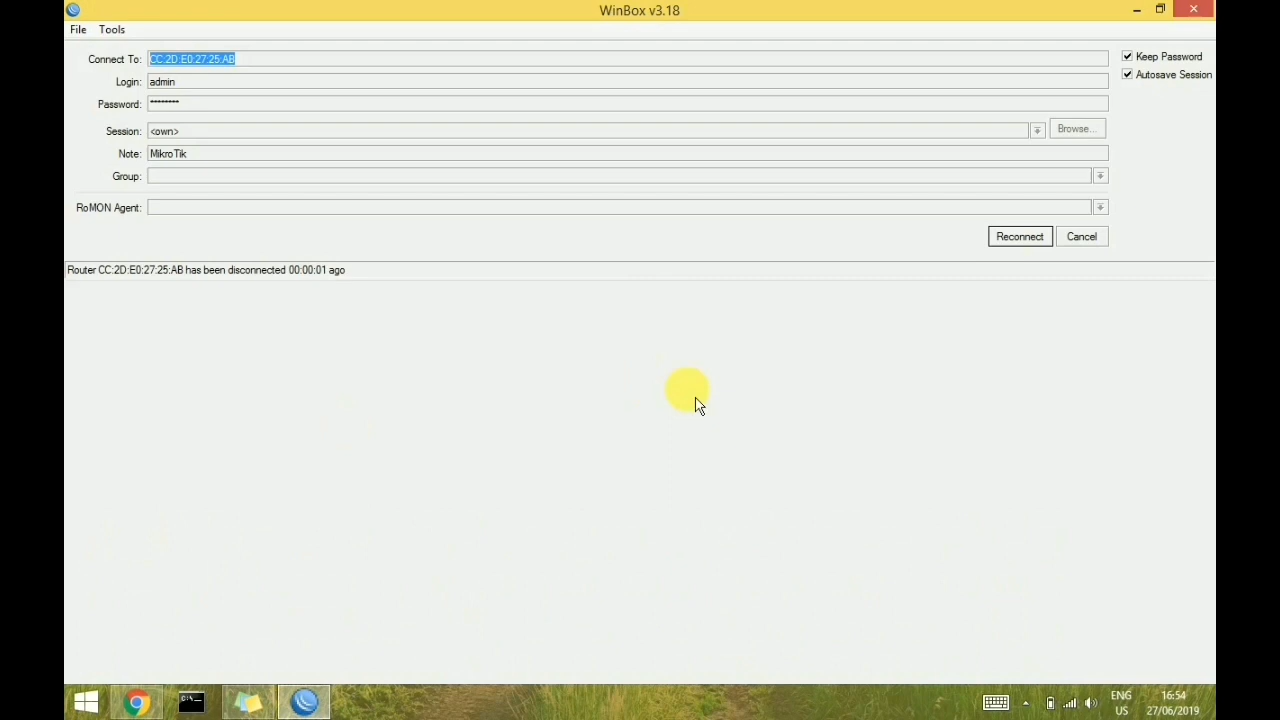 WinBox v3.18
File Tools
Connect To: CC:2D:E0:27:25:AB
Keep Password
Autosave Session
Login: admin
Password: ********
Session: <own>
Browse...
Note: MikroTik
Group:
RoMON Agent:
Reconnect Cancel
Router CC:2D:E0:27:25:AB has been disconnected 00:00:01 ago
C:\_
ENG
US
16:54
27/06/2019